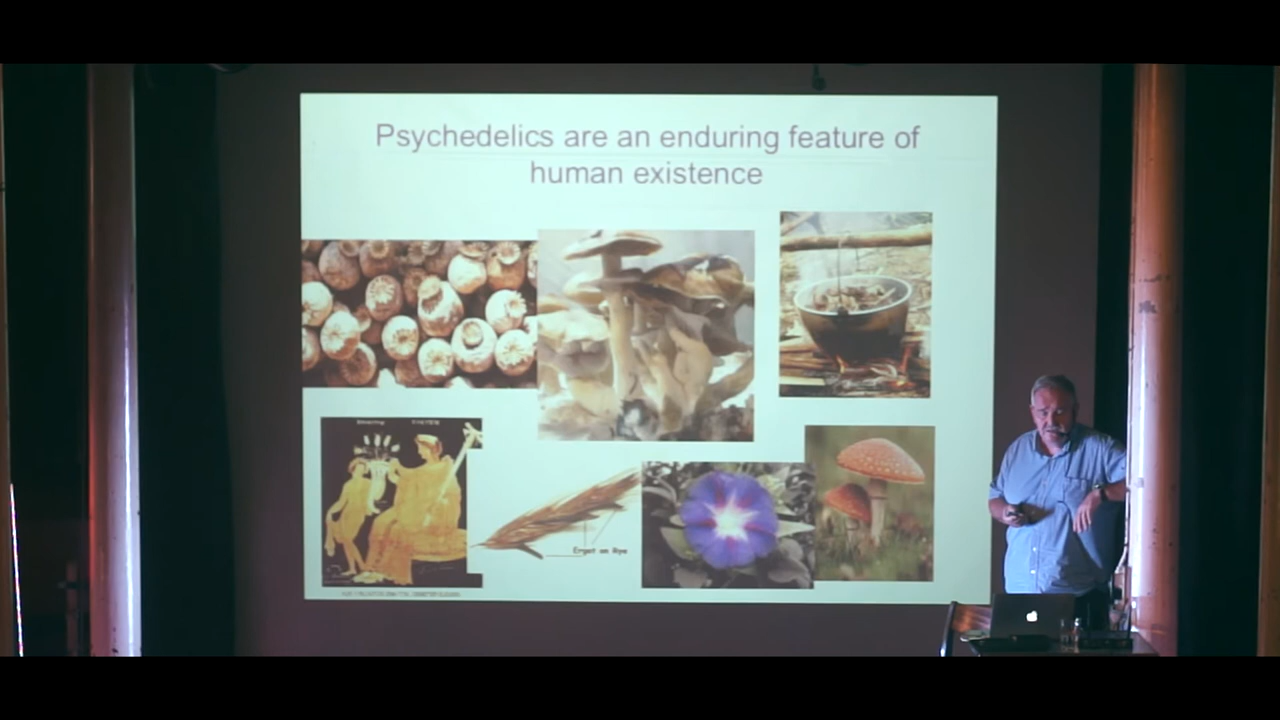 Psychedelics are an enduring feature of
human existence
Ergot on Rye